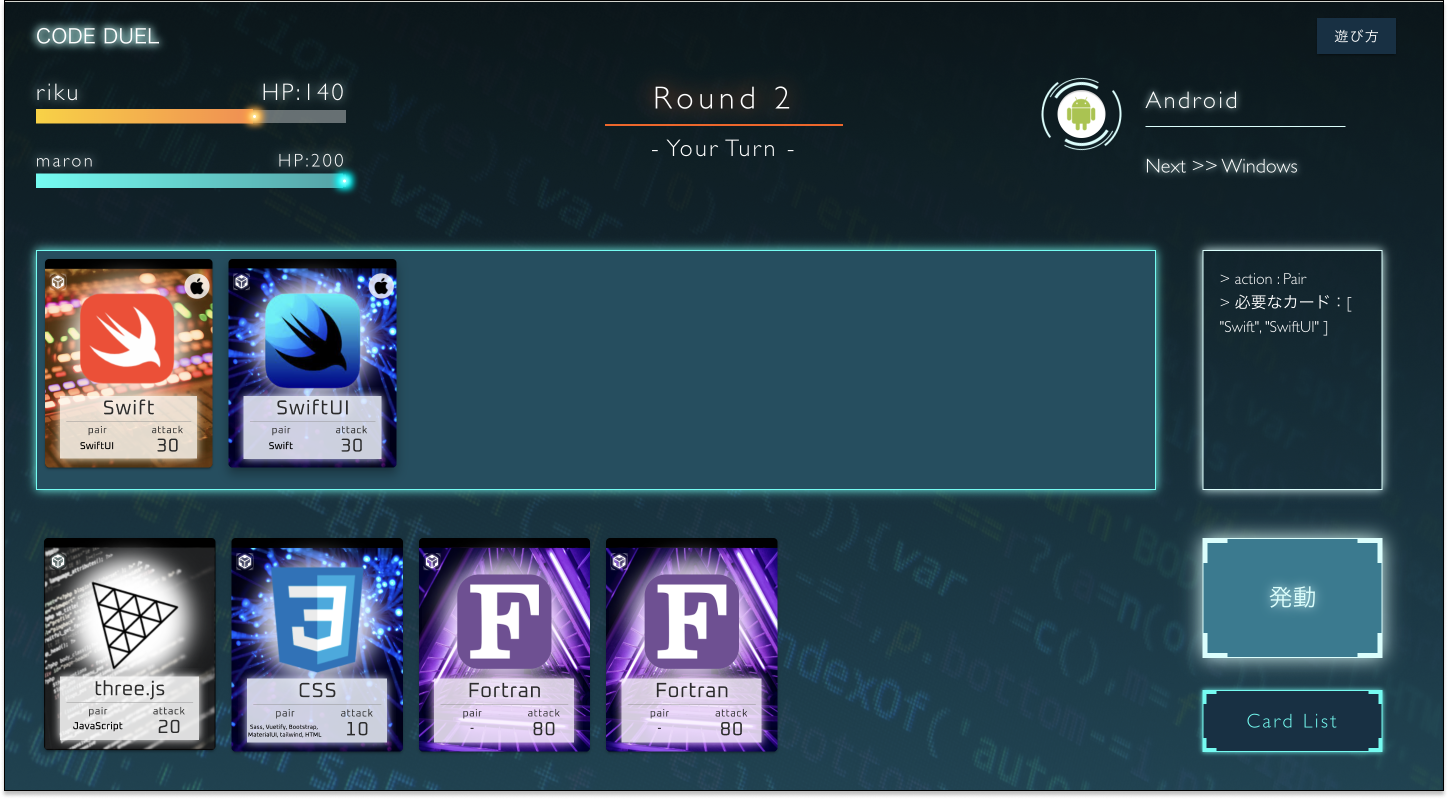 CODE DUEL
遊び方
riku HP:140
maron HP:200
Round 2
- Your Turn -
Android
Next >> Windows
Swift
pair attack
SwiftUI 30
SwiftUI
pair attack
Swift 30
> action : Pair
> 必要なカード：[
"Swift", "SwiftUI" ]
three.js
pair attack
JavaScript 20
CSS
pair attack
Sass, Vuetify, Bootstrap,
MaterialUI, tailwind, HTML
10
Fortran
pair attack
- 80
Fortran
pair attack
- 80
発動
Card List